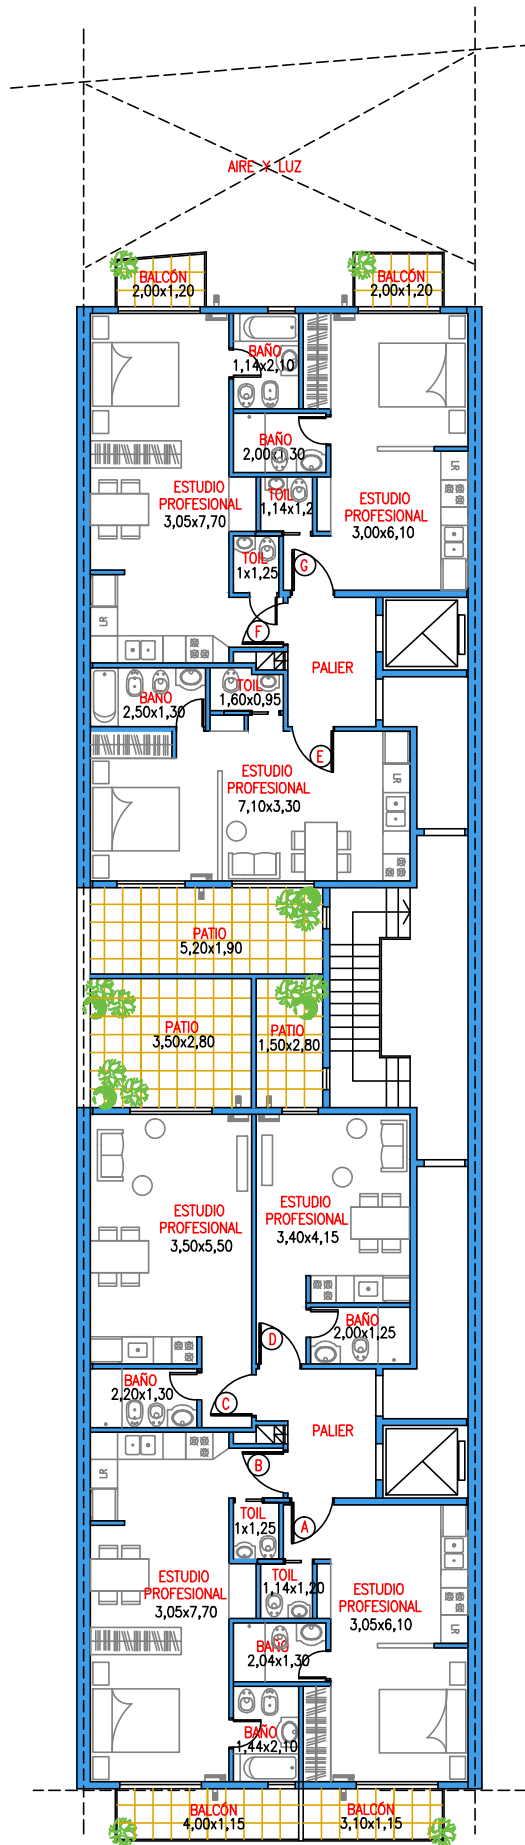 AIRE Y LUZ
BALCÓN
2,00x1,20
BALCÓN
2,00x1,20
BAÑO
1,14x2,10
BAÑO
2,00x1,30
LR
ESTUDIO
PROFESIONAL
3,05x7,70
TOIL
1,14x1,2
ESTUDIO
PROFESIONAL
3,00x6,10
TOIL
1x1,25
G
LR
F
PALIER
BAÑO
2,50x1,30
TOIL
1,60x0,95
E
ESTUDIO
PROFESIONAL
7,10x3,30
LR
PATIO
5,20x1,90
PATIO
3,50x2,80
PATIO
1,50x2,80
ESTUDIO
PROFESIONAL
3,50x5,50
ESTUDIO
PROFESIONAL
3,40x4,15
BAÑO
2,00x1,25
D
BAÑO
2,20x1,30
C
PALIER
B
LR
TOIL
1x1,25
A
TOIL
1,14x1,20
ESTUDIO
PROFESIONAL
3,05x7,70
ESTUDIO
PROFESIONAL
3,05x6,10
LR
BAÑO
2,04x1,30
BAÑO
1,44x2,10
BALCÓN
4,00x1,15
BALCÓN
3,10x1,15